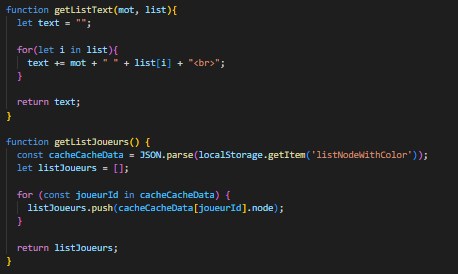 function getListText(mot, list){
let text = "";
for(let i in list){
text += mot + " " + list[i] + "<br>";
}
return text;
}
function getListJoueurs() {
const cacheCacheData = JSON.parse(localStorage.getItem('listNodeWithColor'));
let listJoueurs = [];
for (const joueurId in cacheCacheData) {
listJoueurs.push(cacheCacheData[joueurId].node);
}
return listJoueurs;
}